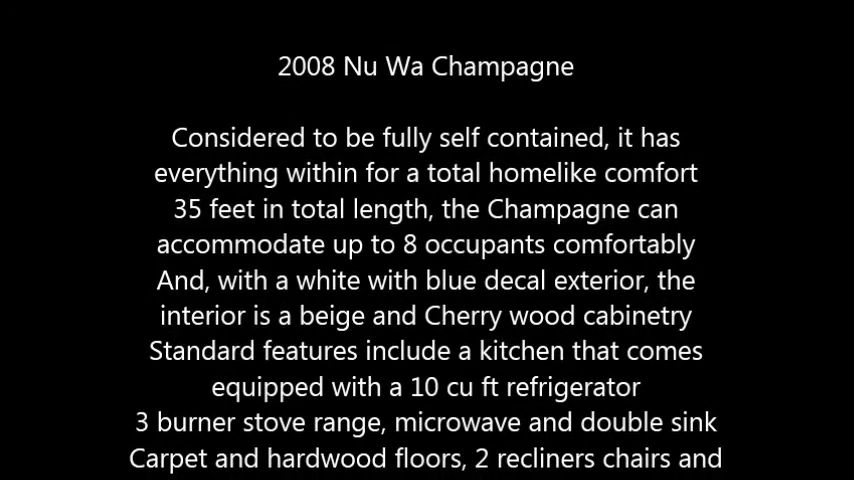 2008 Nu Wa Champagne
Considered to be fully self contained, it has
everything within for a total homelike comfort
35 feet in total length, the Champagne can
accommodate up to 8 occupants comfortably
And, with a white with blue decal exterior, the
interior is a beige and Cherry wood cabinetry
Standard features include a kitchen that comes
equipped with a 10 cu ft refrigerator
3 burner stove range, microwave and double sink
Carpet and hardwood floors, 2 recliners chairs and